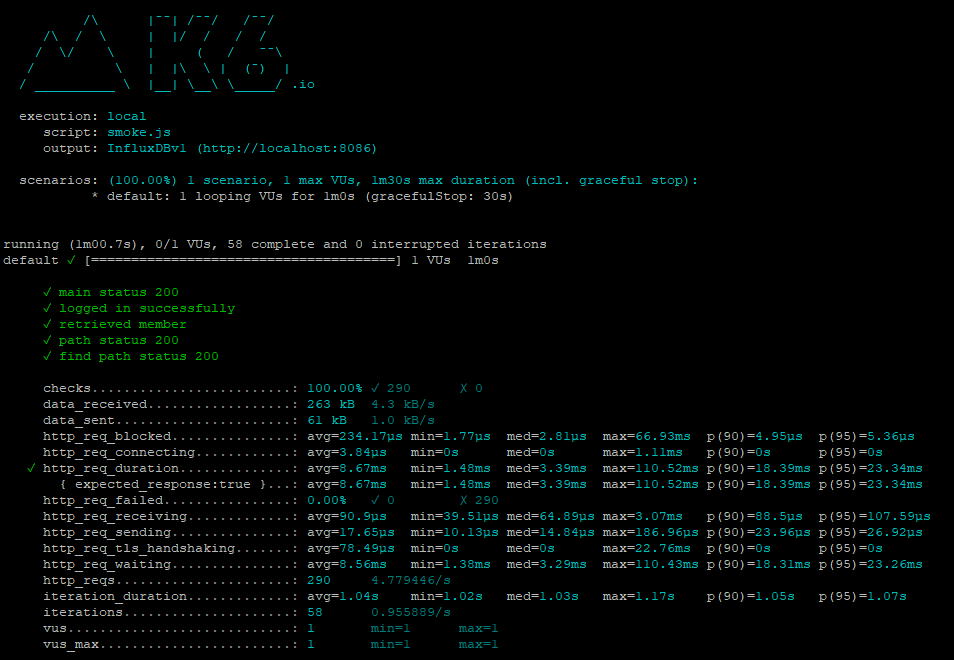 /\      |‾‾| /‾‾/   /‾‾/
     /\  /  \     |  |/  /   /  /
    /  \/    \    |     (   /   ‾‾\
   /          \   |  |\  \ |  (‾)  |
  / __________ \  |__| \__\ \_____/ .io
execution: local
script: smoke.js
output: InfluxDBv1 (http://localhost:8086)
scenarios: (100.00%) 1 scenario, 1 max VUs, 1m30s max duration (incl. graceful stop):
* default: 1 looping VUs for 1m0s (gracefulStop: 30s)
running (1m00.7s), 0/1 VUs, 58 complete and 0 interrupted iterations
default ✓ [======================================] 1 VUs  1m0s
✓ main status 200
✓ logged in successfully
✓ retrieved member
✓ path status 200
✓ find path status 200
checks.........................: 100.00% ✓ 290      X 0
data_received..................: 263 kB  4.3 kB/s
data_sent......................: 61 kB   1.0 kB/s
http_req_blocked...............: avg=234.17µs min=1.77µs  med=2.81µs  max=66.93ms  p(90)=4.95µs  p(95)=5.36µs
http_req_connecting............: avg=3.84µs   min=0s      med=0s      max=1.11ms   p(90)=0s      p(95)=0s
✓ http_req_duration..............: avg=8.67ms   min=1.48ms  med=3.39ms  max=110.52ms p(90)=18.39ms p(95)=23.34ms
{ expected_response:true }...: avg=8.67ms   min=1.48ms  med=3.39ms  max=110.52ms p(90)=18.39ms p(95)=23.34ms
http_req_failed................: 0.00%   ✓ 0        X 290
http_req_receiving.............: avg=90.9µs   min=39.51µs med=64.89µs max=3.07ms   p(90)=88.5µs  p(95)=107.59µs
http_req_sending...............: avg=17.65µs  min=10.13µs med=14.84µs max=186.96µs p(90)=23.96µs p(95)=26.92µs
http_req_tls_handshaking.......: avg=78.49µs  min=0s      med=0s      max=22.76ms  p(90)=0s      p(95)=0s
http_req_waiting...............: avg=8.56ms   min=1.38ms  med=3.29ms  max=110.43ms p(90)=18.31ms p(95)=23.26ms
http_reqs......................: 290     4.779446/s
iteration_duration.............: avg=1.04s    min=1.02s   med=1.03s   max=1.17s    p(90)=1.05s   p(95)=1.07s
iterations.....................: 58      0.955889/s
vus............................: 1       min=1      max=1
vus_max........................: 1       min=1      max=1